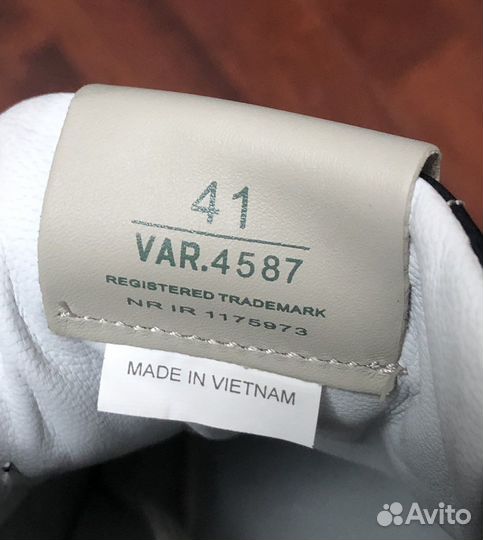 41
VAR.4587
REGISTERED TRADEMARK
NR IR 1175973
MADE IN VIETNAM
Avito